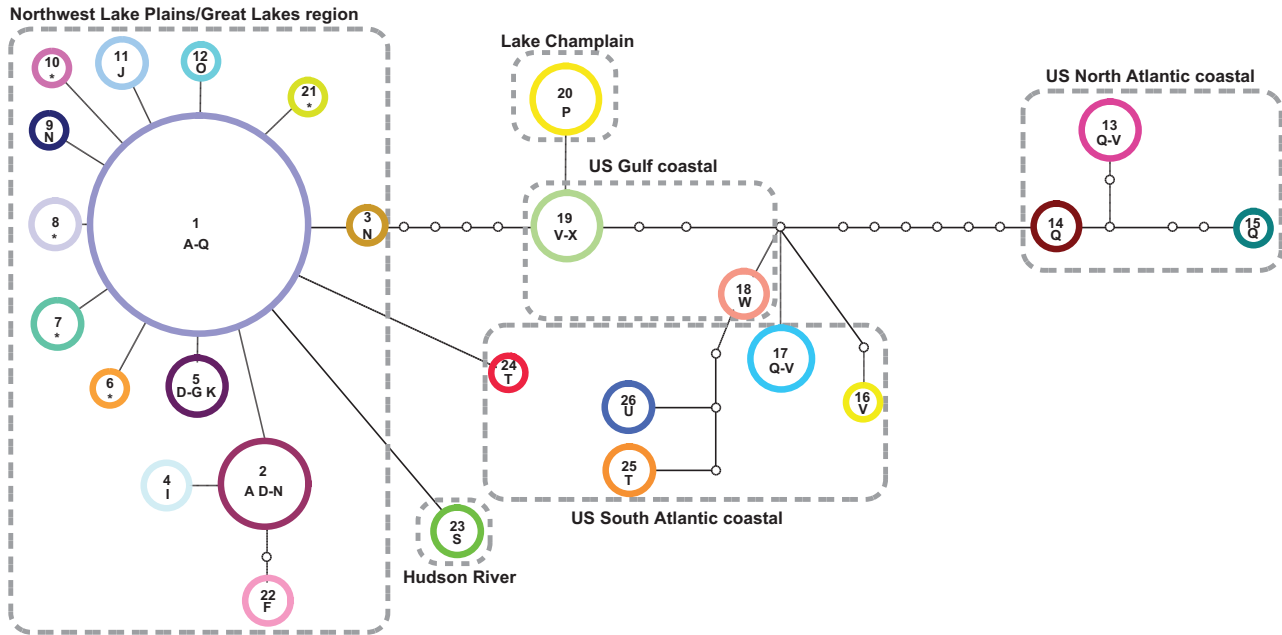 Northwest Lake Plains/Great Lakes region
10
*
11
J
12
O
21
*
9
N
8
*
1
A-Q
3
N
7
*
6
*
5
D-G K
4
I
2
A D-N
22
F
Lake Champlain
20
P
US Gulf coastal
19
V-X
18
W
US North Atlantic coastal
13
Q-V
14
Q
15
Q
24
T
17
Q-V
16
V
26
U
25
T
US South Atlantic coastal
23
S
Hudson River